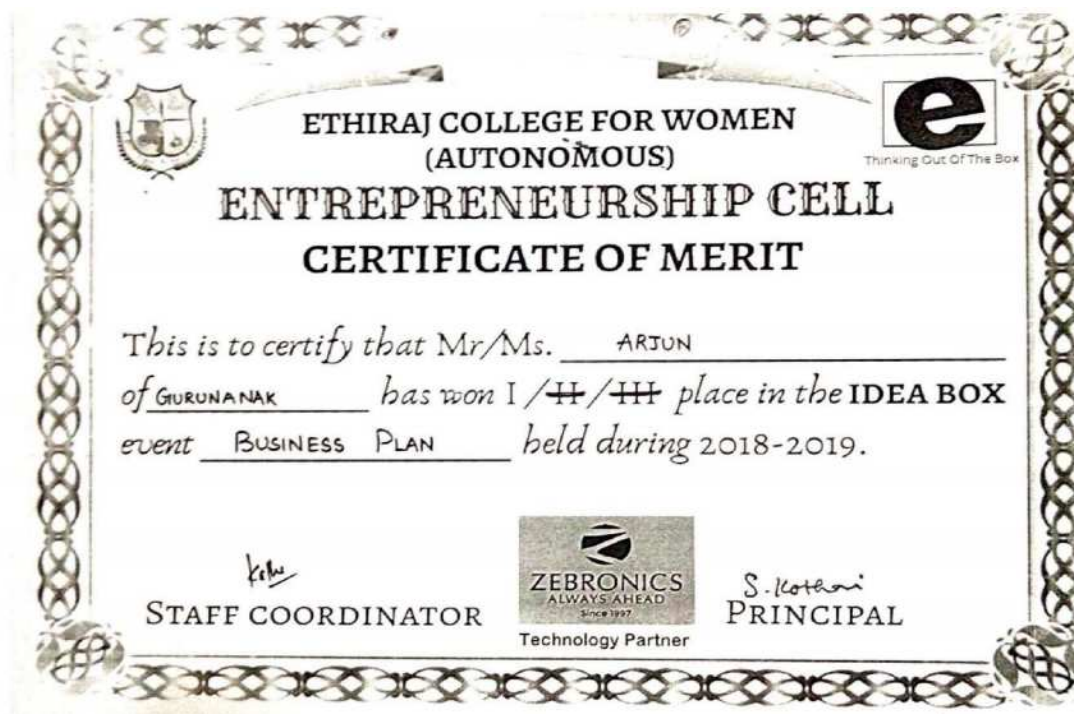 ETHIRAJ COLLEGE FOR WOMEN
(AUTONOMOUS)
e
Thinking Out Of The Box
ENTREPRENEURSHIP CELL
CERTIFICATE OF MERIT
This is to certify that Mr/Ms. ARJUN
of GURUNANAK has won I /II/III place in the IDEA BOX
event BUSINESS PLAN held during 2018-2019.
ZEBRONICS
ALWAYS AHEAD
Since 1997
Technology Partner
STAFF COORDINATOR
S. Kothai
PRINCIPAL